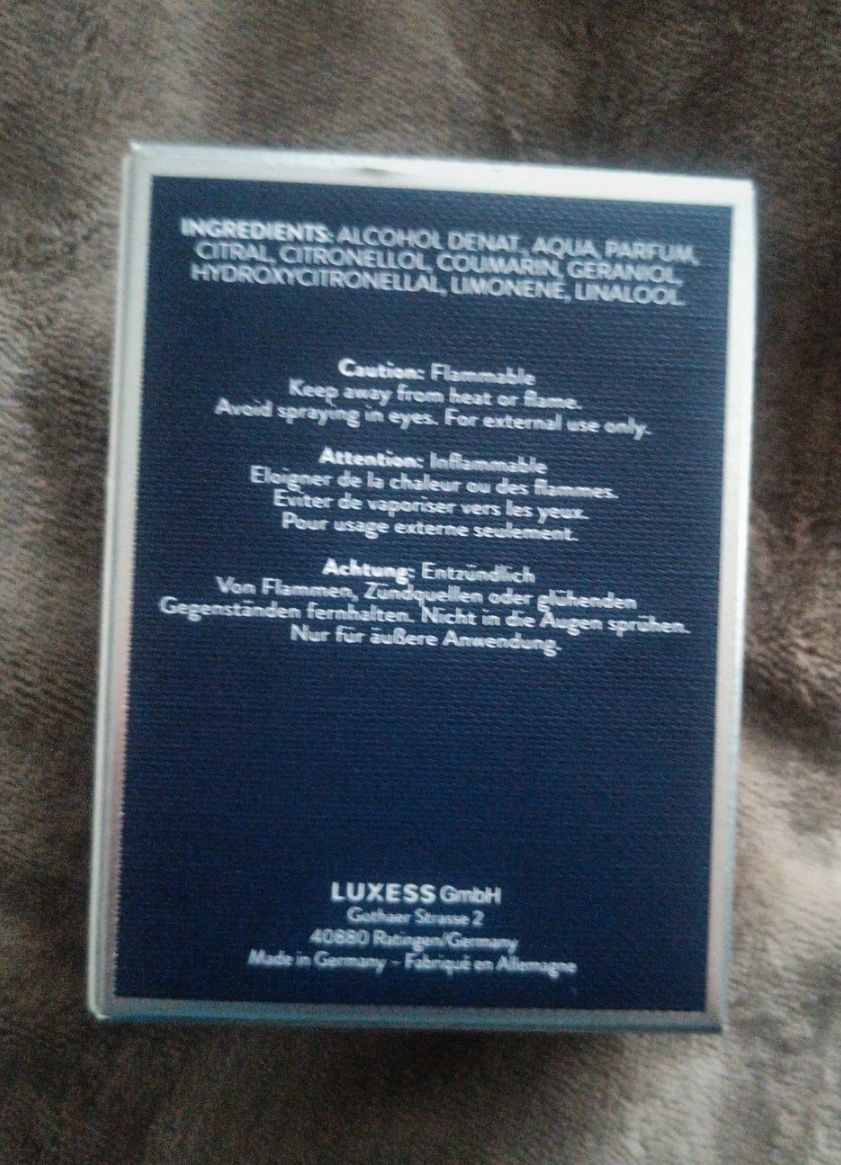 INGREDIENTS: ALCOHOL DENAT., AQUA, PARFUM,
CITRAL, CITRONELLOL, COUMARIN, GERANIOL,
HYDROXYCITRONELLAL, LIMONENE, LINALOOL.
Caution: Flammable
Keep away from heat or flame.
Avoid spraying in eyes. For external use only.
Attention: Inflammable
Eloigner de la chaleur ou des flammes.
Eviter de vaporiser vers les yeux.
Pour usage externe seulement.
Achtung: Entzündlich
Von Flammen, Zündquellen oder glühenden
Gegenständen fernhalten. Nicht in die Augen sprühen.
Nur für äußere Anwendung.
LUXESS GmbH
Gothaer Strasse 2
40880 Ratingen/Germany
Made in Germany – Fabriqué en Allemagne